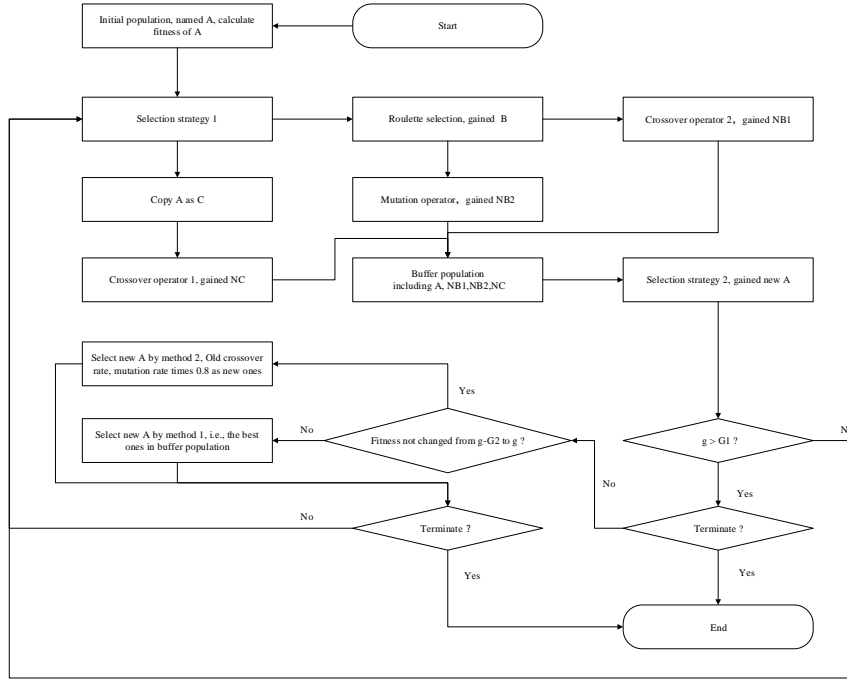 Initial population, named A, calculate
fitness of A
Start
Selection strategy 1
Roulette selection, gained B
Crossover operator 2，gained NB1
Copy A as C
Mutation operator，gained NB2
Crossover operator 1, gained NC
Buffer population
including A, NB1,NB2,NC
Selection strategy 2, gained new A
Select new A by method 2, Old crossover
rate, mutation rate times 0.8 as new ones
Yes
No
Select new A by method 1, i.e., the best
ones in buffer population
Fitness not changed from g-G2 to g ?
g > G1 ?
N
No
Yes
No
Terminate ?
Terminate ?
Yes
Yes
End